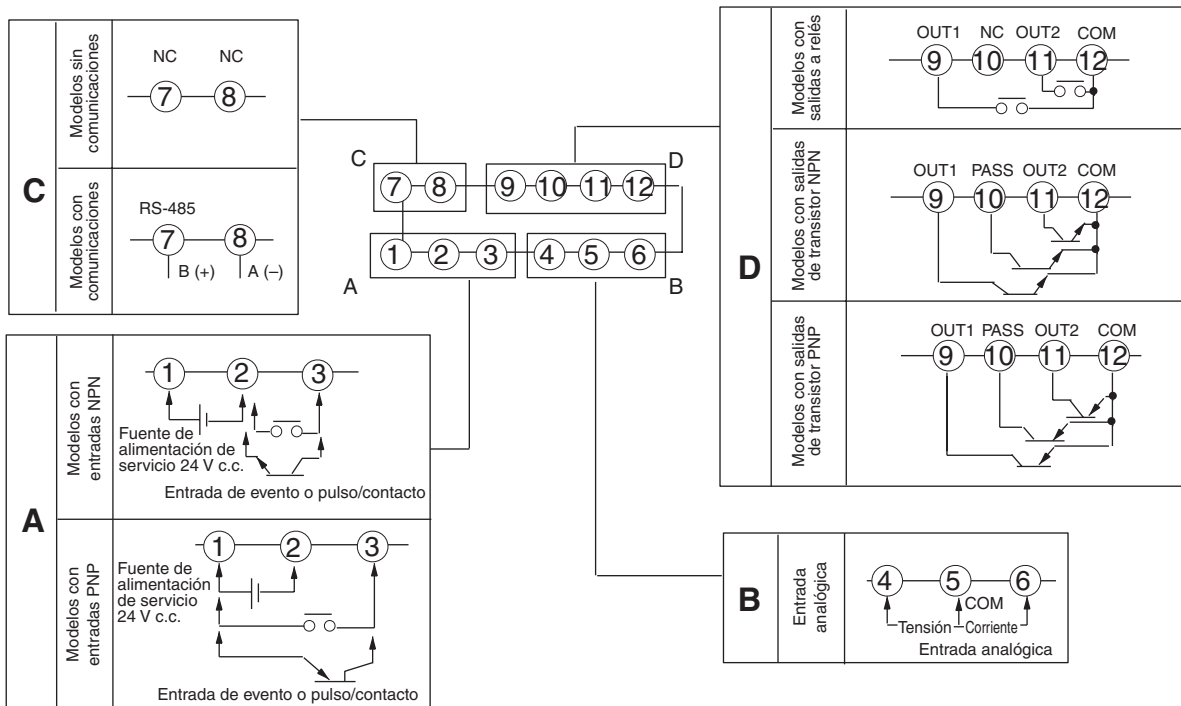 C
Modelos sin
comunicaciones
NC NC
7 8
Modelos con
comunicaciones
RS-485
7 8
B (+) A (–)
C D
7 8 9 10 11 12
1 2 3 4 5 6
A B
D
Modelos con
salidas a relés
OUT1 NC OUT2 COM
9 10 11 12
Modelos con salidas
de transistor NPN
OUT1 PASS OUT2 COM
9 10 11 12
Modelos con salidas
de transistor PNP
OUT1 PASS OUT2 COM
9 10 11 12
A
Modelos con
entradas NPN
1 2 3
Fuente de
alimentación de
servicio 24 V c.c.
Entrada de evento o pulso/contacto
Modelos con
entradas PNP
1 2 3
Fuente de
alimentación
de servicio
24 V c.c.
Entrada de evento o pulso/contacto
B
Entrada
analógica
4 5 6
COM
Tensión Corriente
Entrada analógica